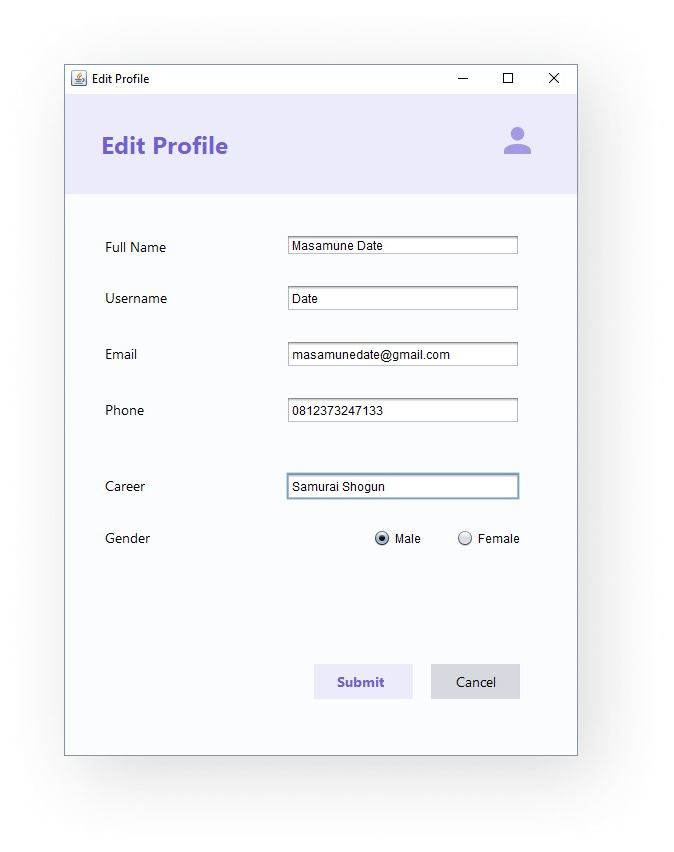 Edit Profile
Edit Profile
Full Name Masamune Date
Username Date
Email masamunedate@gmail.com
Phone 0812373247133
Career Samurai Shogun
Gender Male Female
Submit Cancel